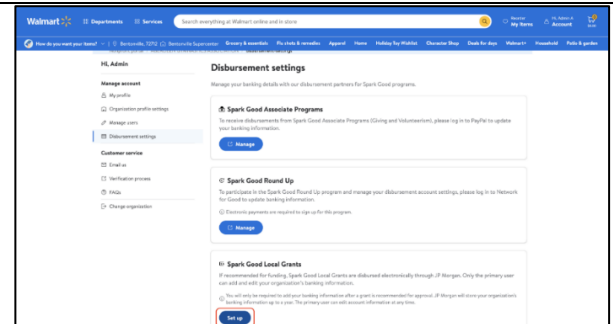 Walmart Departments Services Search everything at Walmart online and in store Reorder My Items Hi, Admin A Account
How do you want your items? Bentonville, 72712 Bentonville Supercenter Grocery & essentials Flu shots & remedies Apparel Home Holiday Toy Wishlist Character Shop Deals for days Walmart+ Household Patio & garden
Hi, Admin
Manage account
My profile
Organization profile settings
Manage users
Disbursement settings
Customer service
Email us
Verification process
FAQs
Change organization
Disbursement settings
Manage your banking details with our disbursement partners for Spark Good programs.
Spark Good Associate Programs
To receive disbursements from Spark Good Associate Programs (Giving and Volunteerism), please log in to PayPal to update
your banking information.
Manage
Spark Good Round Up
To participate in the Spark Good Round Up program and manage your disbursement account settings, please log in to Network
for Good to update banking information.
Electronic payments are required to sign up for this program.
Manage
Spark Good Local Grants
If recommended for funding, Spark Good Local Grants are disbursed electronically through JP Morgan. Only the primary user
can add and edit your organization's banking information.
You will only be required to add your banking information after a grant is recommended for approval. JP Morgan will store your organization's
banking information up to a year. The primary user can edit account information at any time.
Set up